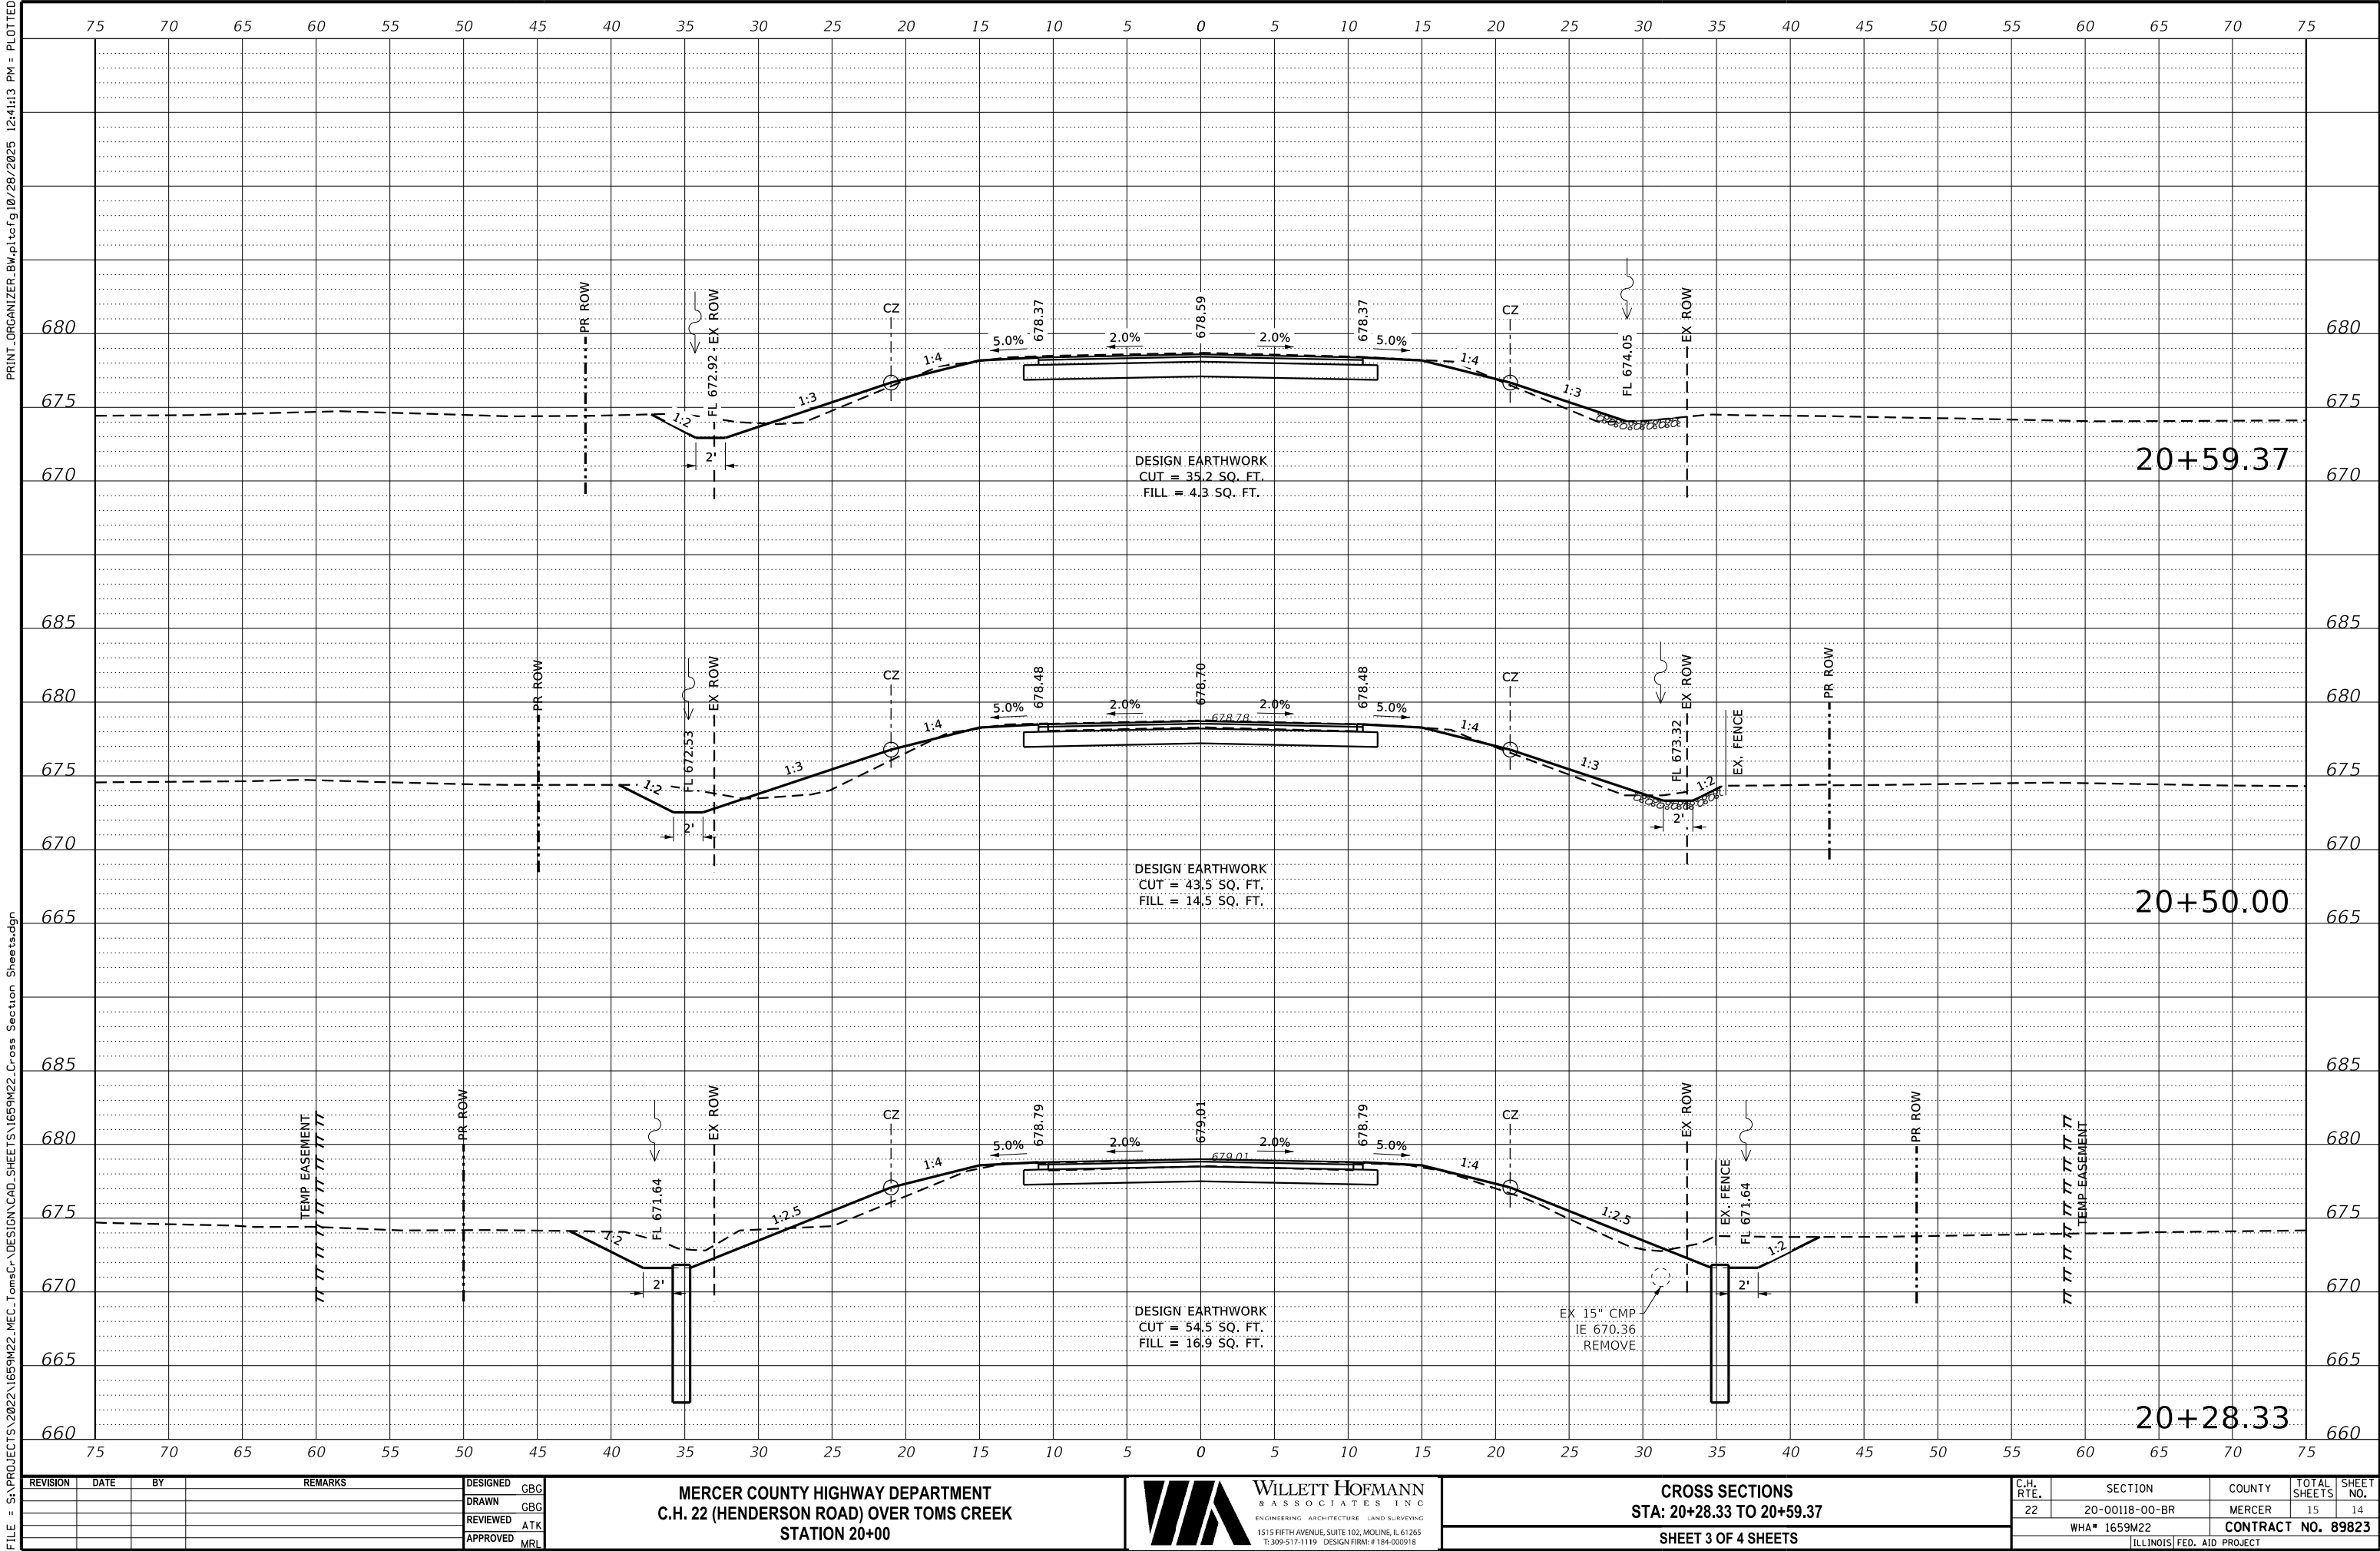 75 70 65 60 55 50 45 40 35 30 25 20 15 10 5 0 5 10 15 20 25 30 35 40 45 50 55 60 65 70 75
PRINT_ORGANIZER_BW.pltcfg10/28/2025 12:41:13 PM = PLOTTED
FILE = S:\PROJECTS\2022\1659M22_MEC_TomsCr\DESIGN\CAD_SHEETS\1659M22_Cross Section Sheets.dgn
PR ROW
FL 672.92
EX ROW
CZ
678.37
678.59
678.37
CZ
FL 674.05
EX ROW
680
1:4
5.0%
2.0%
2.0%
5.0%
1:4
680
675
1:2
1:3
1:3
675
2'
670
670
DESIGN EARTHWORK
CUT = 35.2 SQ. FT.
FILL = 4.3 SQ. FT.
20+59.37
685
685
PR ROW
FL 672.53
EX ROW
CZ
678.48
678.70
678.48
CZ
FL 673.32
EX ROW
EX. FENCE
PR ROW
680
1:4
5.0%
2.0%
678.78
2.0%
5.0%
1:4
680
675
1:2
1:3
1:3
1:2
675
2'
2'
670
670
DESIGN EARTHWORK
CUT = 43.5 SQ. FT.
FILL = 14.5 SQ. FT.
665
20+50.00
665
685
685
TEMP EASEMENT
PR ROW
FL 671.64
EX ROW
CZ
678.79
679.01
678.79
CZ
EX ROW
EX. FENCE
FL 671.64
PR ROW
TEMP EASEMENT
680
1:4
5.0%
2.0%
679.01
2.0%
5.0%
1:4
680
675
1:2
1:2.5
1:2.5
1:2
675
670
2'
2'
670
EX 15" CMP
IE 670.36
REMOVE
DESIGN EARTHWORK
CUT = 54.5 SQ. FT.
FILL = 16.9 SQ. FT.
665
665
660
20+28.33
660
75 70 65 60 55 50 45 40 35 30 25 20 15 10 5 0 5 10 15 20 25 30 35 40 45 50 55 60 65 70 75
REVISION DATE BY REMARKS
DESIGNED GBG
DRAWN GBG
REVIEWED ATK
APPROVED MRL
MERCER COUNTY HIGHWAY DEPARTMENT
C.H. 22 (HENDERSON ROAD) OVER TOMS CREEK
STATION 20+00
WILLETT HOFMANN
& ASSOCIATES INC
ENGINEERING ARCHITECTURE LAND SURVEYING
1515 FIFTH AVENUE, SUITE 102, MOLINE, IL 61265
T: 309-517-1119 DESIGN FIRM: # 184-000918
CROSS SECTIONS
STA: 20+28.33 TO 20+59.37
SHEET 3 OF 4 SHEETS
C.H. RTE. SECTION COUNTY TOTAL SHEETS SHEET NO.
22 20-00118-00-BR MERCER 15 14
WHA# 1659M22 CONTRACT NO. 89823
ILLINOIS FED. AID PROJECT